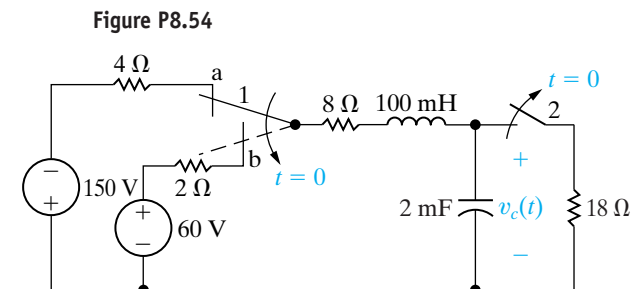 Figure P8.54
4 Ω
a
1
8 Ω
100 mH
t = 0
2
b
2 Ω
t = 0
−
+
150 V
+
−
60 V
2 mF
+
v_c(t)
−
18 Ω